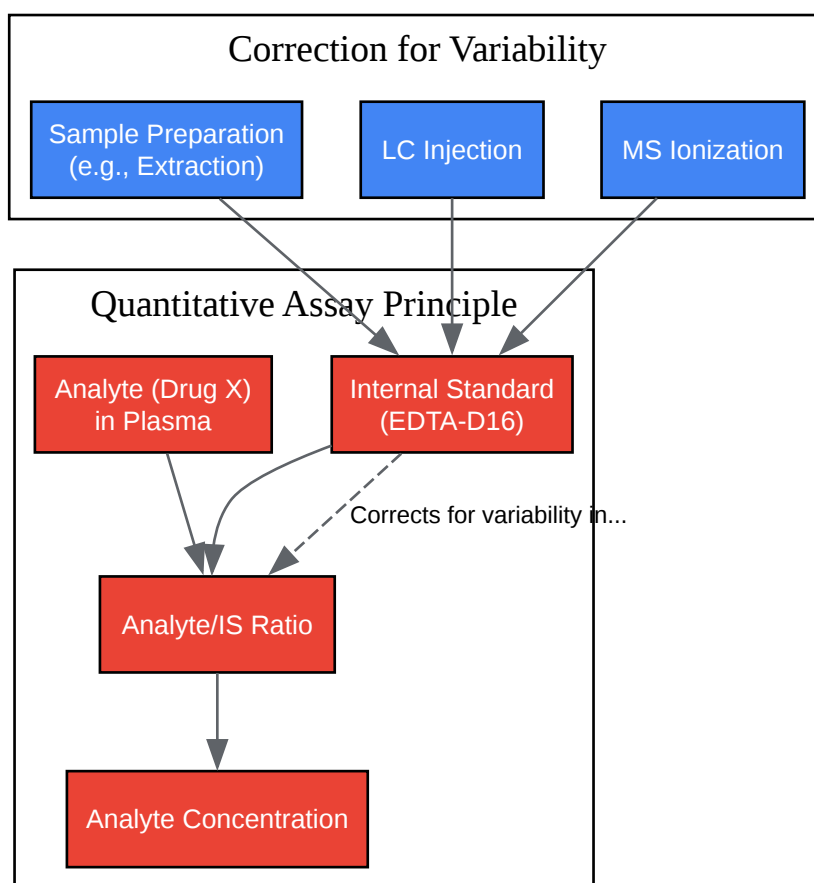 Correction for Variability
Sample Preparation
(e.g., Extraction)
LC Injection
MS Ionization
Quantitative Assay Principle
Analyte (Drug X)
in Plasma
Internal Standard
(EDTA-D16)
Corrects for variability in...
Analyte/IS Ratio
Analyte Concentration